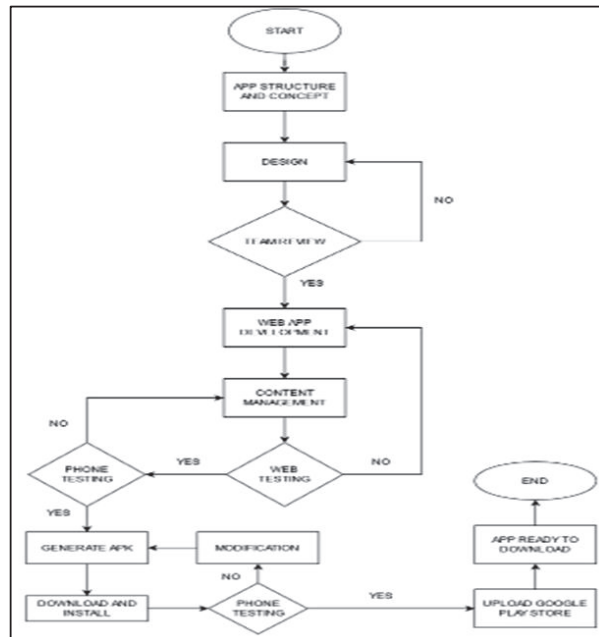 START
APP STRUCTURE
AND CONCEPT
DESIGN
NO
TEAM REVIEW
YES
WEB APP
DEVELOPMENT
CONTENT
MANAGEMENT
NO
PHONE
TESTING
YES
WEB
TESTING
NO
END
YES
GENERATE APK
MODIFICATION
APP READY TO
DOWNLOAD
NO
DOWNLOAD AND
INSTALL
PHONE
TESTING
YES
UPLOAD GOOGLE
PLAY STORE